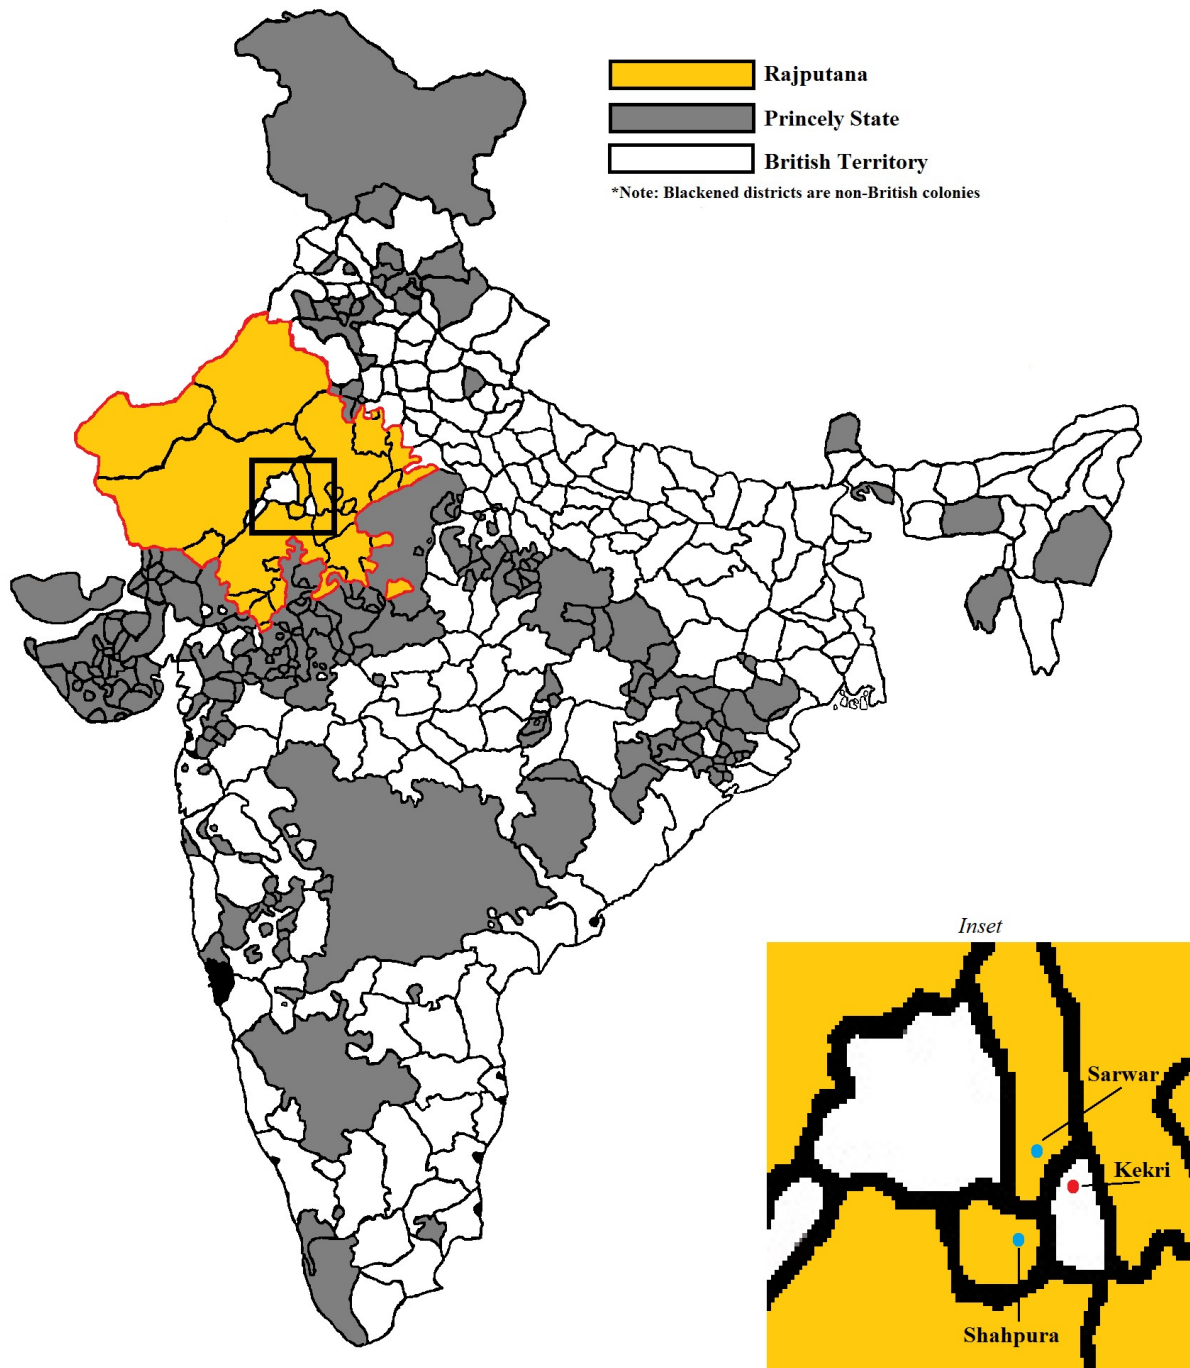 Rajputana
Princely State
British Territory
*Note: Blackened districts are non-British colonies
Inset
Sarwar
Kekri
Shahpura